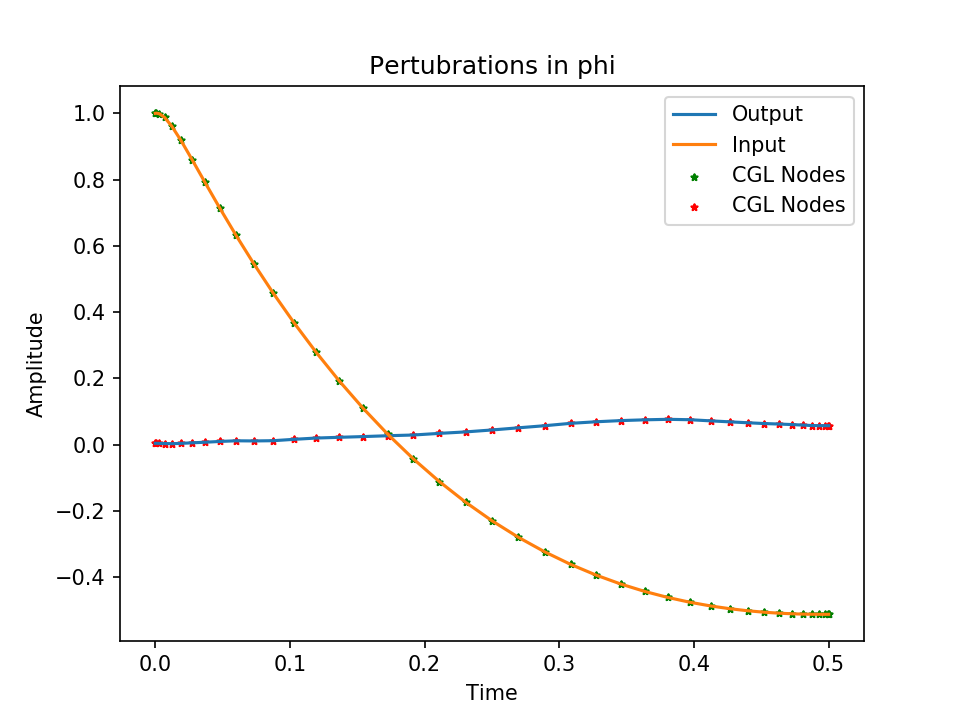 Pertubrations in phi
Output
Input
CGL Nodes
CGL Nodes
1.0
0.8
0.6
0.4
0.2
0.0
−0.2
−0.4
Amplitude
0.0 0.1 0.2 0.3 0.4 0.5
Time